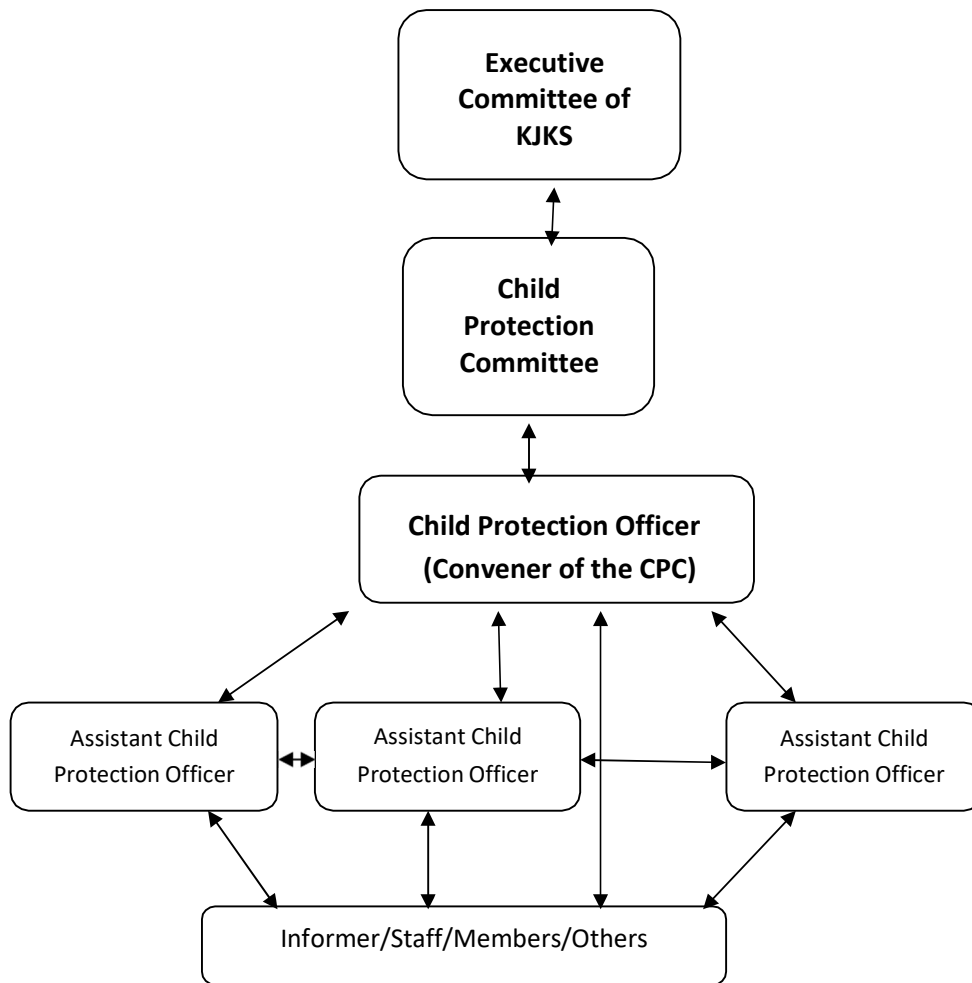 Executive
Committee of
KJKS
Child
Protection
Committee
Child Protection Officer
(Convener of the CPC)
Assistant Child
Protection Officer
Assistant Child
Protection Officer
Assistant Child
Protection Officer
Informer/Staff/Members/Others